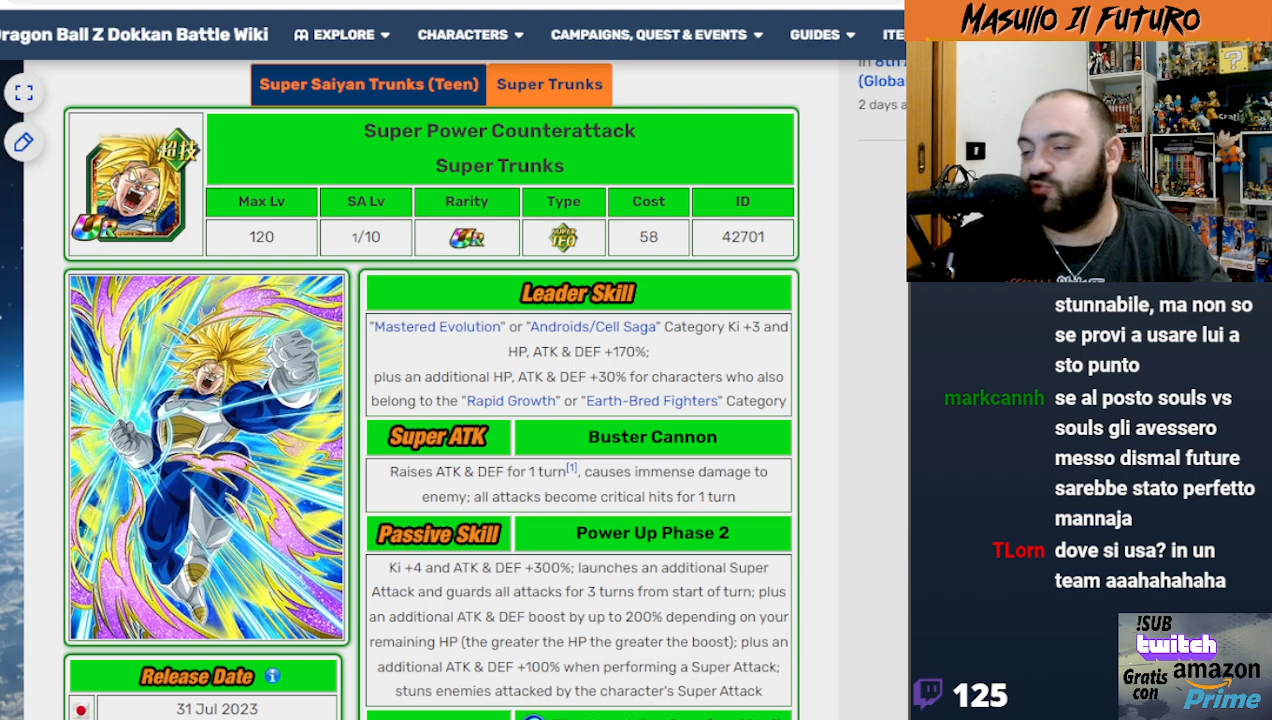 Dragon Ball Z Dokkan Battle Wiki
EXPLORE
CHARACTERS
CAMPAIGNS, QUEST & EVENTS
GUIDES
ITE
MASULLO IL FUTURO
Super Saiyan Trunks (Teen)
Super Trunks
in 8th
(Global
2 days a
Super Power Counterattack
Super Trunks
超技
UR
Max Lv
SA Lv
Rarity
Type
Cost
ID
120
1/10
UR
SUPER TEQ
58
42701
Leader Skill
"Mastered Evolution" or "Androids/Cell Saga" Category Ki +3 and
HP, ATK & DEF +170%;
plus an additional HP, ATK & DEF +30% for characters who also
belong to the "Rapid Growth" or "Earth-Bred Fighters" Category
Super ATK
Buster Cannon
Raises ATK & DEF for 1 turn[1], causes immense damage to
enemy; all attacks become critical hits for 1 turn
Passive Skill
Power Up Phase 2
Ki +4 and ATK & DEF +300%; launches an additional Super
Attack and guards all attacks for 3 turns from start of turn; plus
an additional ATK & DEF boost by up to 200% depending on your
remaining HP (the greater the HP the greater the boost); plus an
additional ATK & DEF +100% when performing a Super Attack;
stuns enemies attacked by the character's Super Attack
Release Date
31 Jul 2023
stunnabile, ma non so
se provi a usare lui a
sto punto
markcannh se al posto souls vs
souls gli avessero
messo dismal future
sarebbe stato perfetto
mannaja
TLorn dove si usa? in un
team aaahahahaha
125
!SUB
twitch
Gratis
con
amazon
Prime